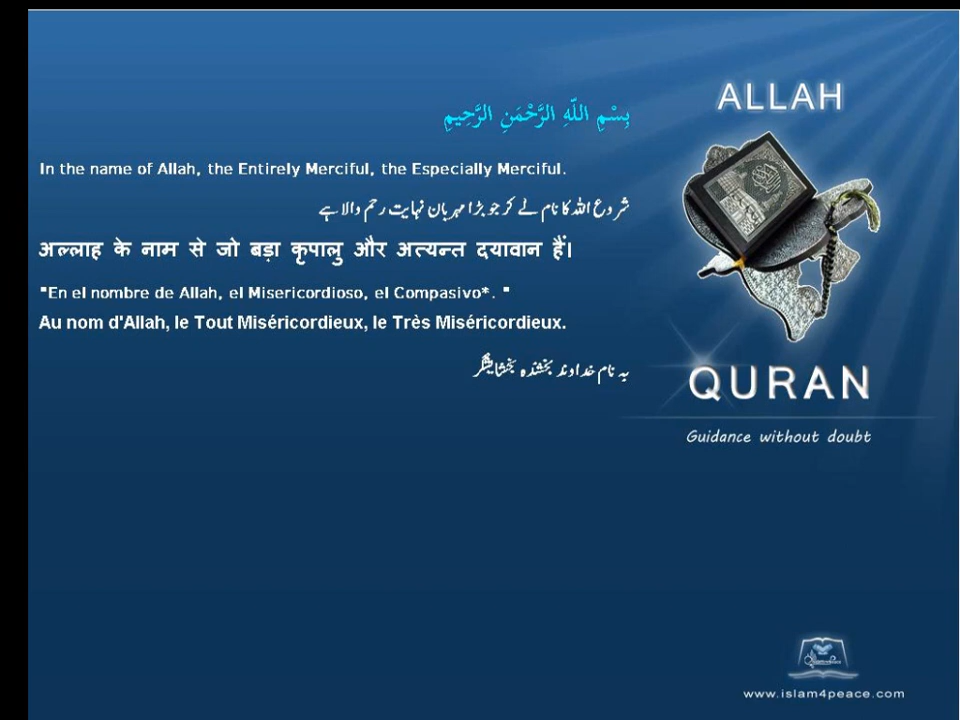 بِسْمِ اللَّهِ الرَّحْمَنِ الرَّحِيمِ
In the name of Allah, the Entirely Merciful, the Especially Merciful.
شروع الله کا نام لے کر جو بڑا مہربان نہایت رحم والا ہے
अल्लाह के नाम से जो बड़ा कृपालु और अत्यन्त दयावान हैं।
"En el nombre de Allah, el Misericordioso, el Compasivo*. "
Au nom d'Allah, le Tout Miséricordieux, le Très Miséricordieux.
به نام خداوند بخشنده بخشایشگر
ALLAH
QURAN
Guidance without doubt
www.islam4peace.com